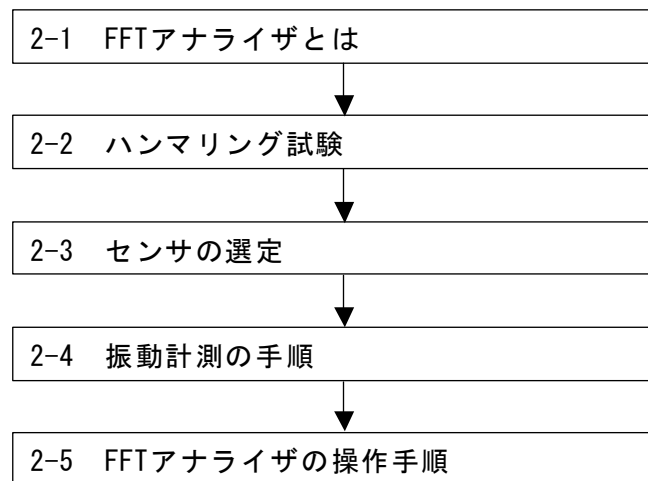 2-1 FFTアナライザとは
2-2 ハンマリング試験
2-3 センサの選定
2-4 振動計測の手順
2-5 FFTアナライザの操作手順